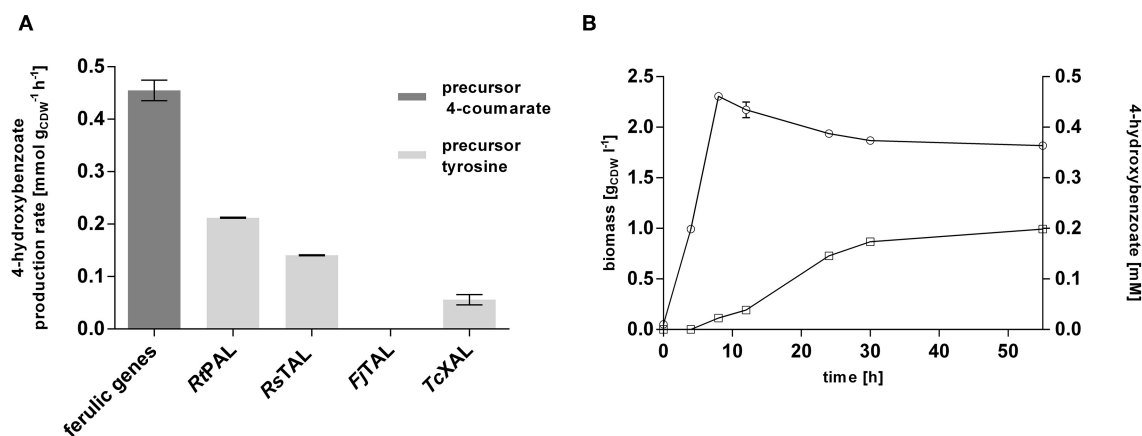 A
4-hydroxybenzoate
production rate [mmol gCDW-1 h-1]
0.5
0.4
0.3
0.2
0.1
0.0
precursor
4-coumarate
precursor
tyrosine
ferulic genes
RtPAL
RsTAL
FjTAL
TcXAL
B
biomass [gCDW l-1]
2.5
2.0
1.5
1.0
0.5
0.0
0.5
0.4
0.3
0.2
0.1
0.0
4-hydroxybenzoate [mM]
0 10 20 30 40 50
time [h]